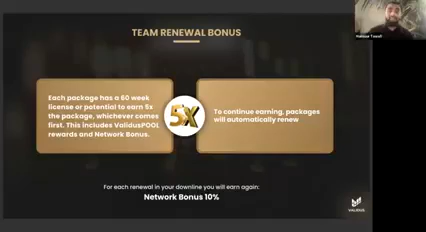 TEAM RENEWAL BONUS
Each package has a 60 week
license or potential to earn 5x
the package, whichever comes
first. This includes ValidusPOOL
rewards and Network Bonus.
5X
To continue earning, packages
will automatically renew
For each renewal in your downline you will earn again:
Network Bonus 10%
VALIDUS